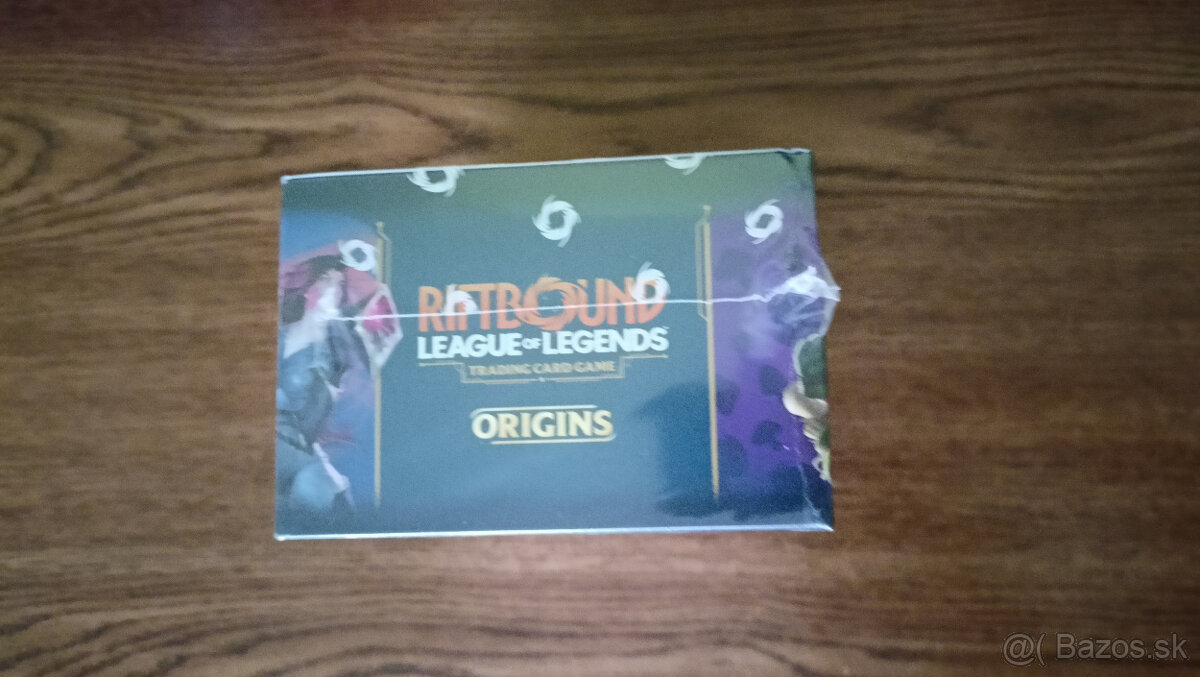 RIFTBOUND
LEAGUE OF LEGENDS
TRADING CARD GAME
ORIGINS
@( Bazos.sk